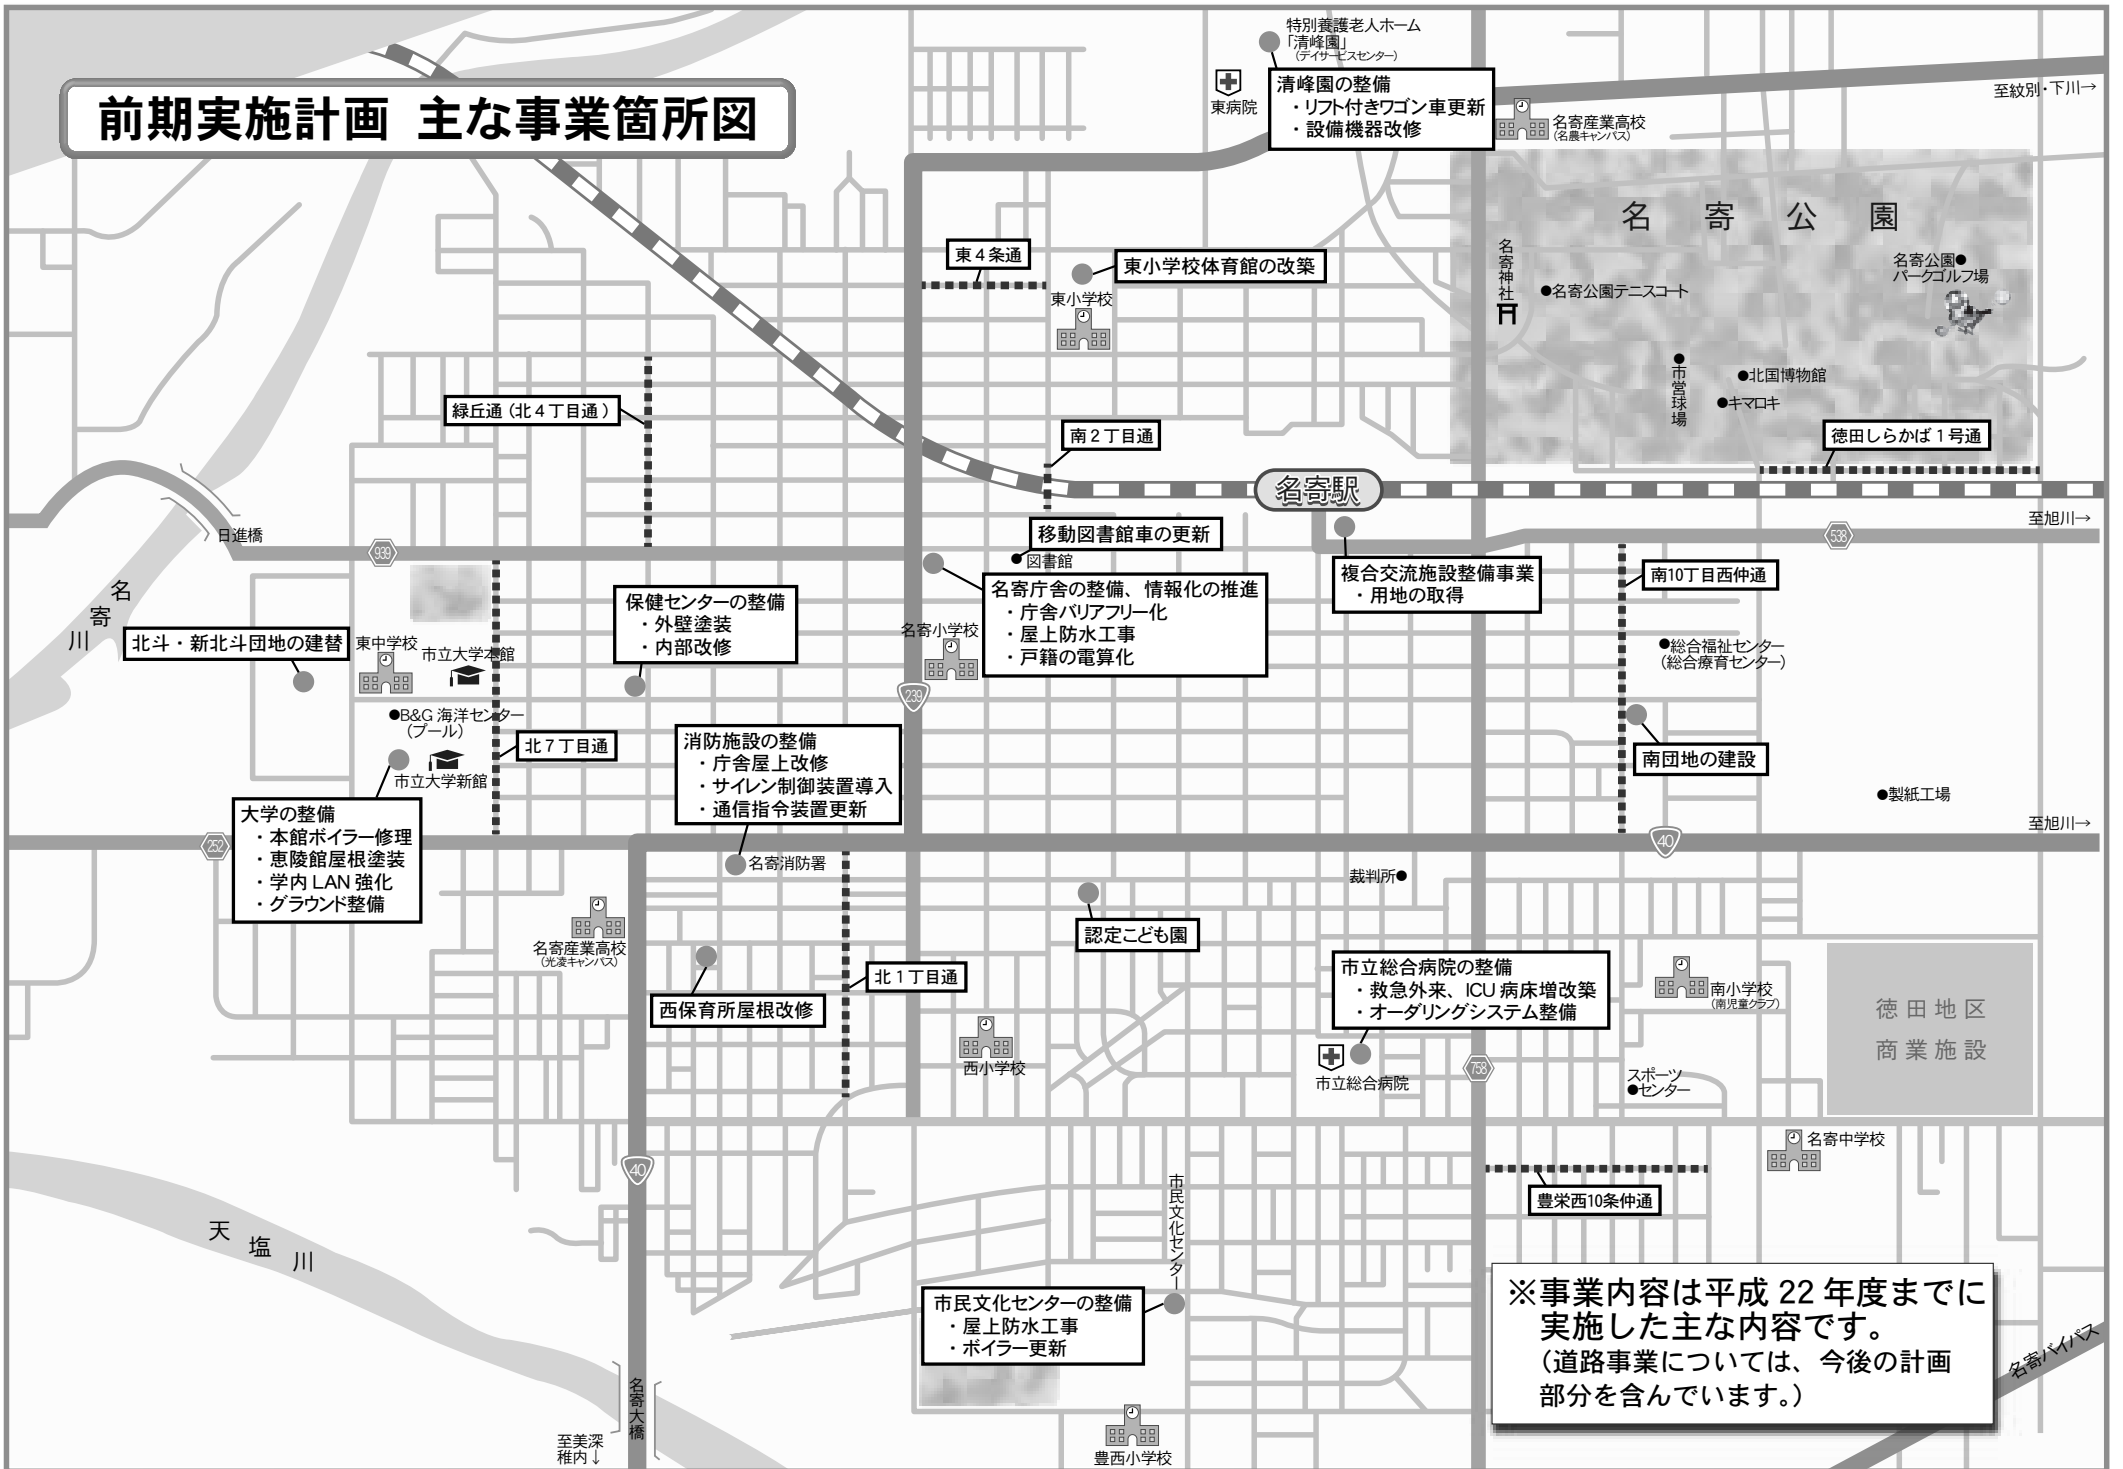 前期実施計画 主な事業箇所図
特別養護老人ホーム
「清峰園」
(デイサービスセンター)
東病院
清峰園の整備
・リフト付きワゴン車更新
・設備機器改修
名寄産業高校
(名農キャンパス)
至紋別・下川→
名寄公園
名寄神社
●名寄公園テニスコート
名寄公園●
パークゴルフ場
●市営球場
●北国博物館
●キマロキ
徳田しらかば1号通
東4条通
東小学校体育館の改築
東小学校
緑丘通(北4丁目通)
南2丁目通
名寄駅
至旭川→
538
日進橋
939
名寄川
移動図書館車の更新
●図書館
名寄庁舎の整備、情報化の推進
・庁舎バリアフリー化
・屋上防水工事
・戸籍の電算化
複合交流施設整備事業
・用地の取得
南10丁目西仲通
●総合福祉センター
(総合療育センター)
保健センターの整備
・外壁塗装
・内部改修
名寄小学校
北斗・新北斗団地の建替
東中学校
市立大学本館
239
●B&G 海洋センター
(プール)
市立大学新館
北7丁目通
消防施設の整備
・庁舎屋上改修
・サイレン制御装置導入
・通信指令装置更新
南団地の建設
●製紙工場
至旭川→
40
252
大学の整備
・本館ボイラー修理
・恵陵館屋根塗装
・学内 LAN 強化
・グラウンド整備
名寄消防署
裁判所●
認定こども園
名寄産業高校
(光凌キャンパス)
西保育所屋根改修
北1丁目通
西小学校
市立総合病院の整備
・救急外来、ICU 病床増改築
・オーダリングシステム整備
市立総合病院
758
南小学校
(南児童クラブ)
徳田地区
商業施設
スポーツ
●センター
名寄中学校
豊栄西10条仲通
40
天塩川
市民文化センター
市民文化センターの整備
・屋上防水工事
・ボイラー更新
名寄大橋
至美深
稚内↓
豊西小学校
※事業内容は平成 22 年度までに
実施した主な内容です。
(道路事業については、今後の計画
部分を含んでいます。)
名寄バイパス